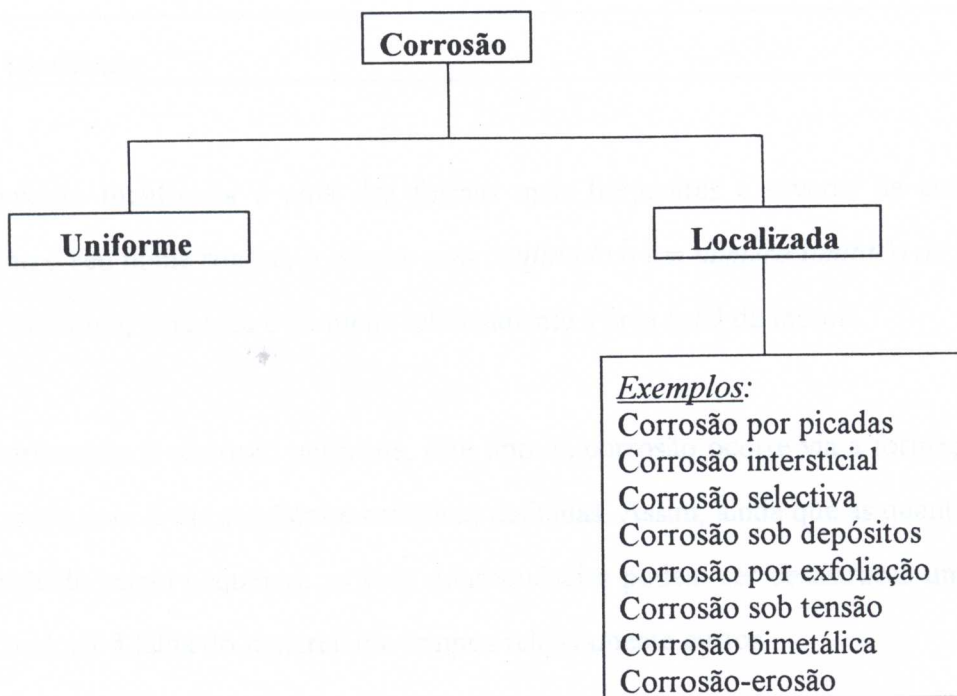 Corrosão
Uniforme
Localizada
Exemplos:
Corrosão por picadas
Corrosão intersticial
Corrosão selectiva
Corrosão sob depósitos
Corrosão por exfoliação
Corrosão sob tensão
Corrosão bimetálica
Corrosão-erosão